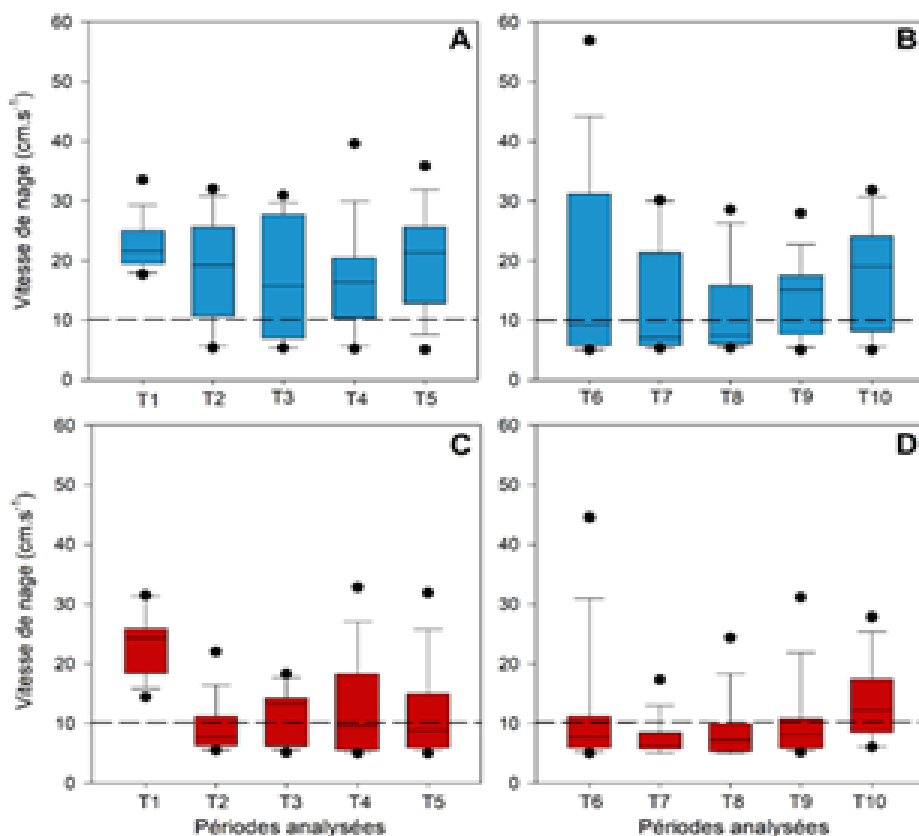 A
B
Vitesse de nage (cm.s⁻¹)
60
50
40
30
20
10
0
60
50
40
30
20
10
0
T1 T2 T3 T4 T5
T6 T7 T8 T9 T10
C
D
Vitesse de nage (cm.s⁻¹)
60
50
40
30
20
10
0
60
50
40
30
20
10
0
T1 T2 T3 T4 T5
T6 T7 T8 T9 T10
Périodes analysées
Périodes analysées